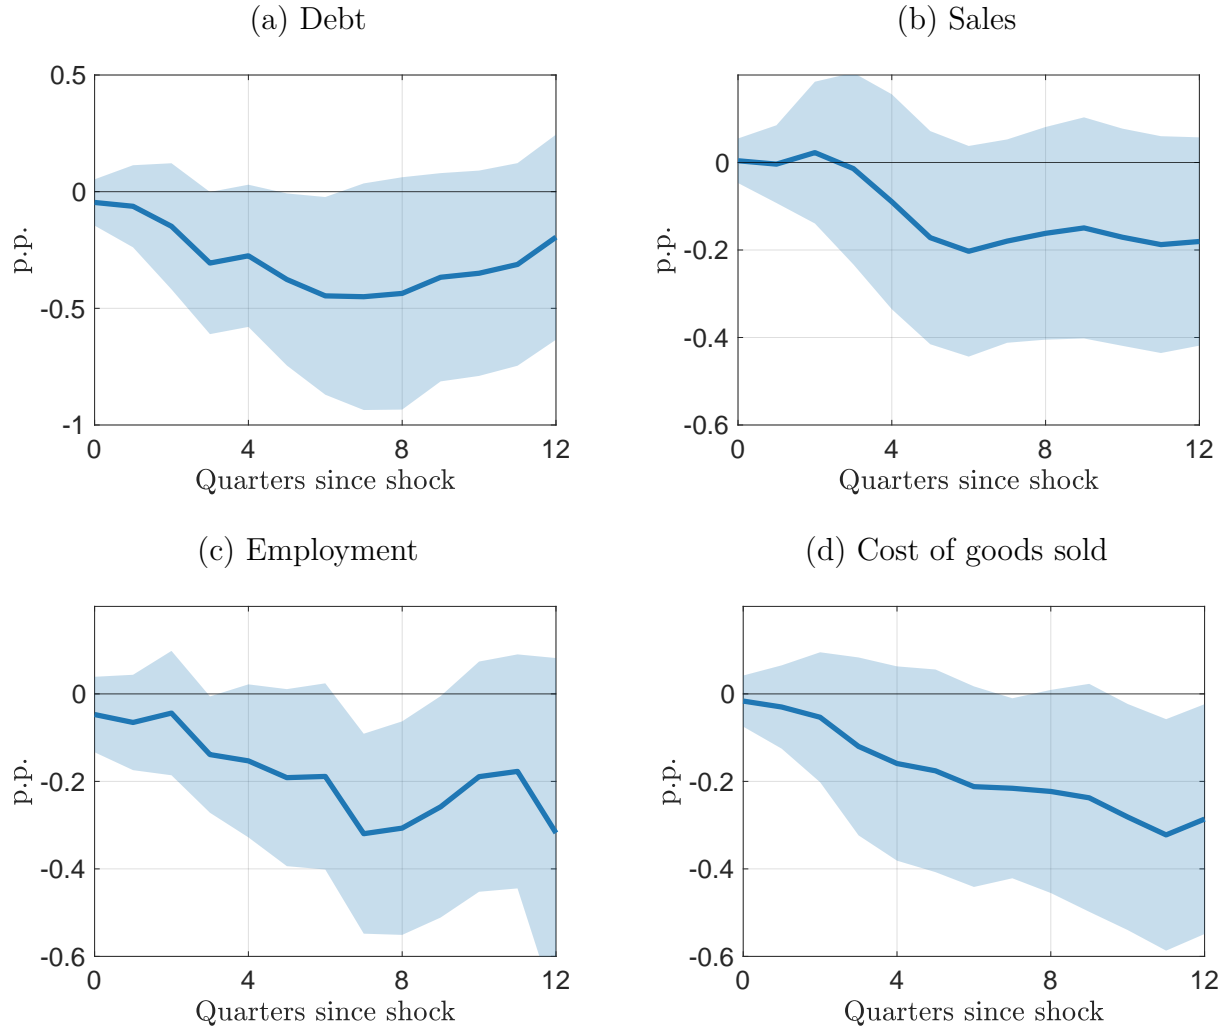 (a) Debt
0.5
0
-0.5
-1
p.p.
0 4 8 12
Quarters since shock
(b) Sales
0
-0.2
-0.4
-0.6
p.p.
0 4 8 12
Quarters since shock
(c) Employment
0
-0.2
-0.4
-0.6
p.p.
0 4 8 12
Quarters since shock
(d) Cost of goods sold
0
-0.2
-0.4
-0.6
p.p.
0 4 8 12
Quarters since shock